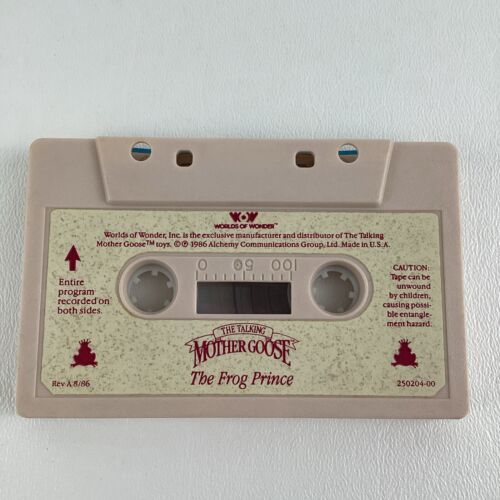 WOW
WORLDS OF WONDER™
Worlds of Wonder, Inc. is the exclusive manufacturer and distributor of The Talking
Mother Goose™ toys. ©℗ 1986 Alchemy Communications Group, Ltd. Made in U.S.A.
Entire
program
recorded on
both sides.
0 50 100
CAUTION:
Tape can be
unwound
by children,
causing possi-
ble entangle-
ment hazard.
THE TALKING
MOTHER GOOSE
The Frog Prince
Rev A 8/86
250204-00